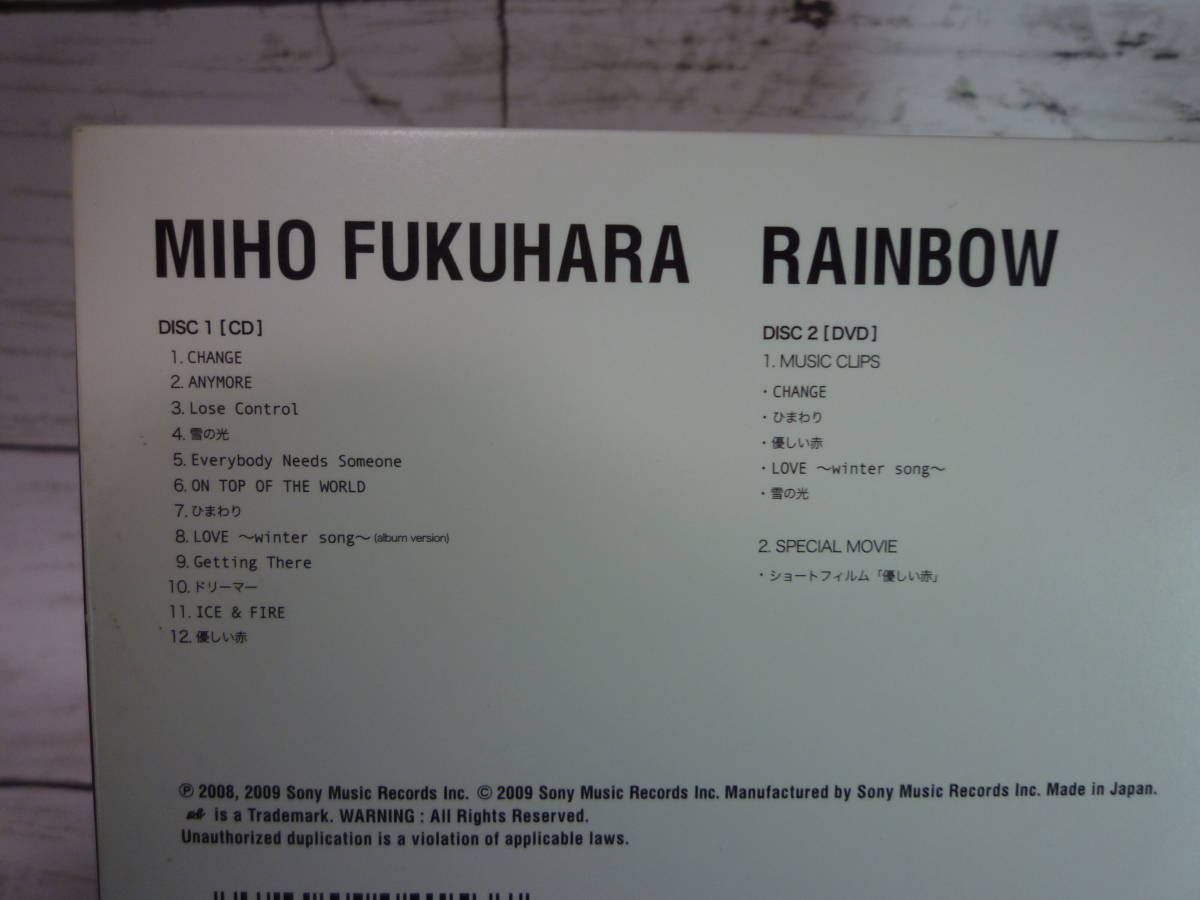 MIHO FUKUHARA RAINBOW
DISC 1 [CD]
1. CHANGE
2. ANYMORE
3. Lose Control
4. 雪の光
5. Everybody Needs Someone
6. ON TOP OF THE WORLD
7. ひまわり
8. LOVE 〜winter song〜 (album version)
9. Getting There
10. ドリーマー
11. ICE & FIRE
12. 優しい赤
DISC 2 [DVD]
1. MUSIC CLIPS
・CHANGE
・ひまわり
・優しい赤
・LOVE 〜winter song〜
・雪の光
2. SPECIAL MOVIE
・ショートフィルム「優しい赤」
℗ 2008, 2009 Sony Music Records Inc. © 2009 Sony Music Records Inc. Manufactured by Sony Music Records Inc. Made in Japan.
is a Trademark. WARNING : All Rights Reserved.
Unauthorized duplication is a violation of applicable laws.